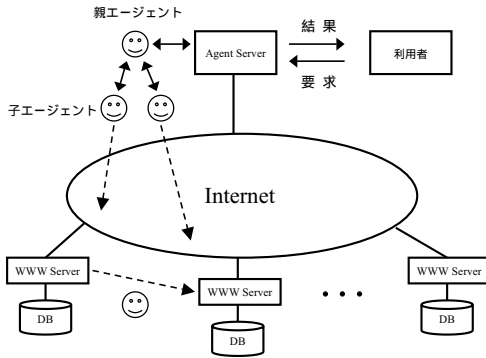 親エージェント
Agent Server
結 果
要 求
利用者
子エージェント
Internet
WWW Server
DB
WWW Server
DB
• • •
WWW Server
DB